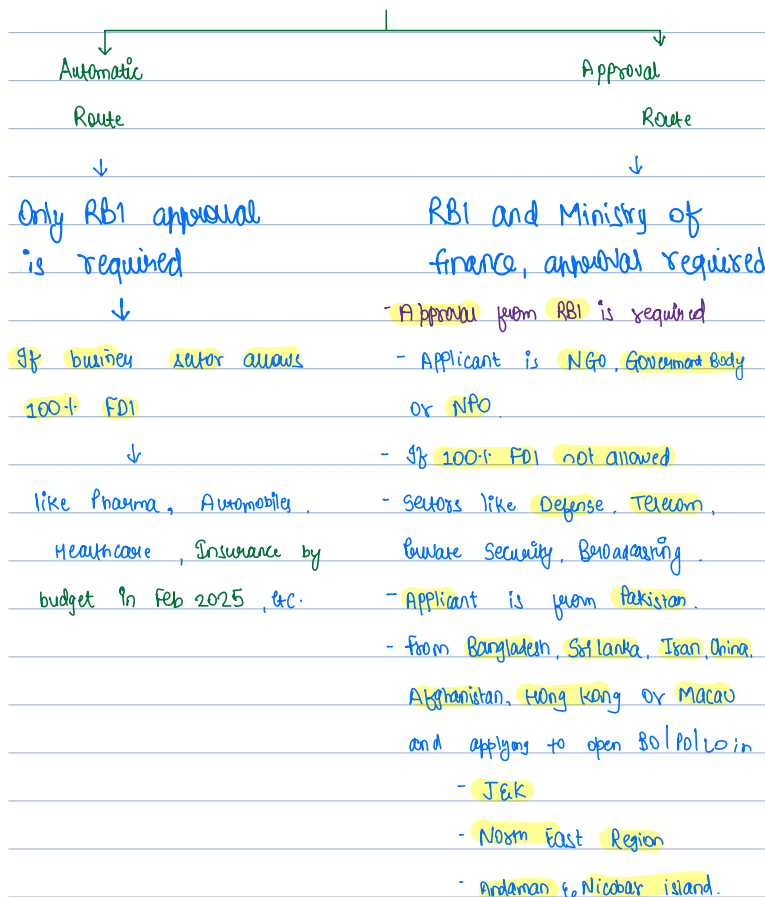 Automatic
Route
Only RBI approval
is required
If business sector allows
100% FDI
like Pharma, Automobiles,
Healthcare, Insurance by
budget in Feb 2025, etc.
Approval
Route
RBI and Ministry of
finance, approval required
- Approval from RBI is required
- Applicant is NGO, Government Body
or NPO.
- If 100% FDI not allowed
- Sectors like Defense, Telecom,
Private Security, Broadcasting.
- Applicant is from Pakistan.
- From Bangladesh, Sri lanka, Iran, China,
Afghanistan, Hong Kong or Macau
and applying to open BO/PO/LO in
- J&K
- North East Region
- Andaman & Nicobar island.